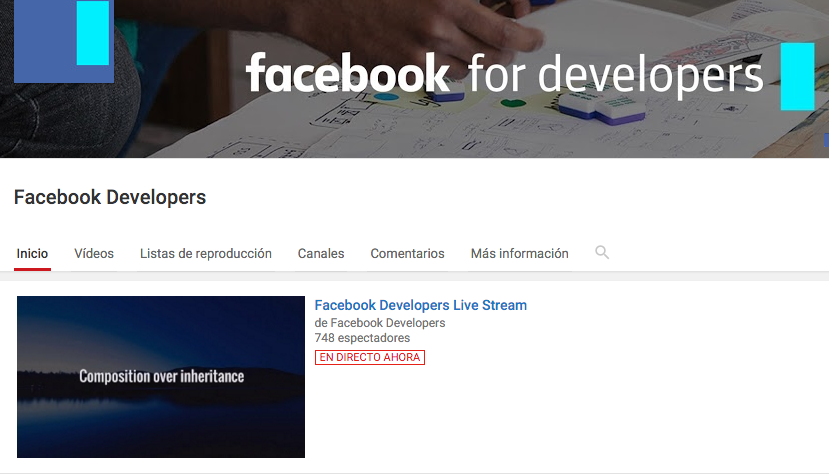 facebook for developers
Facebook Developers
Inicio Vídeos Listas de reproducción Canales Comentarios Más información
Composition over inheritance
Facebook Developers Live Stream
de Facebook Developers
748 espectadores
EN DIRECTO AHORA